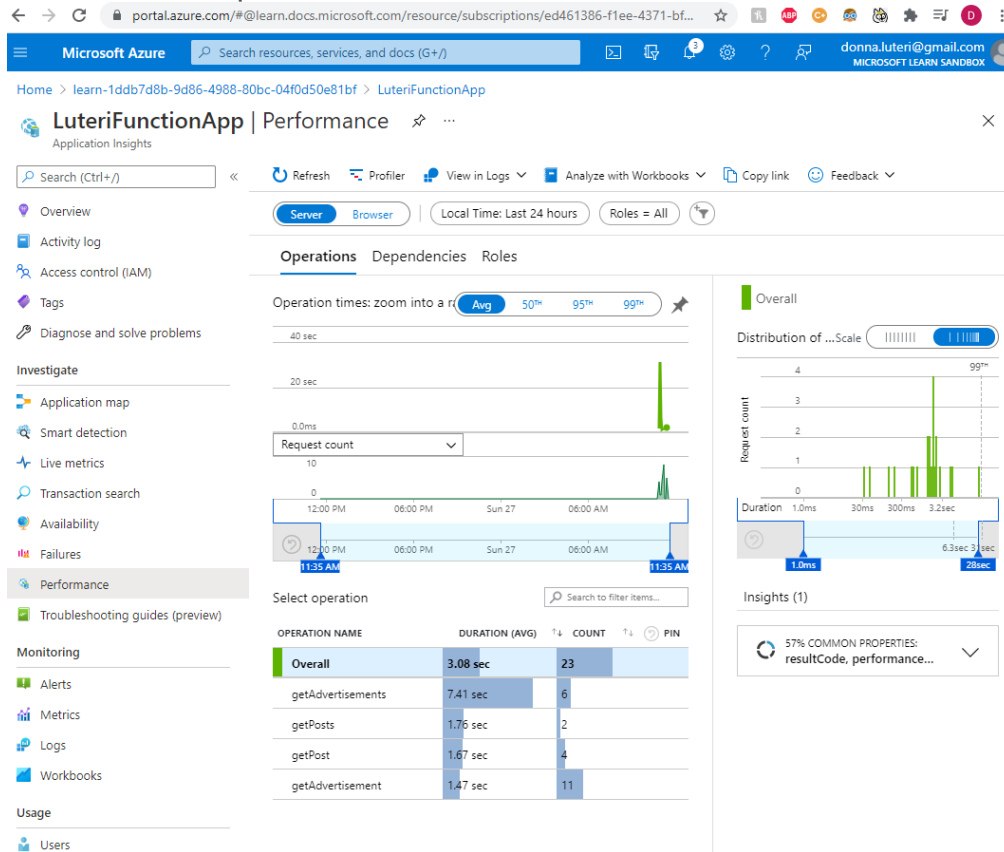 portal.azure.com/#@learn.docs.microsoft.com/resource/subscriptions/ed461386-f1ee-4371-bf...
ABP
C+
D
Microsoft Azure
Search resources, services, and docs (G+/)
3
donna.luteri@gmail.com
MICROSOFT LEARN SANDBOX
Home > learn-1ddb7d8b-9d86-4988-80bc-04f0d50e81bf > LuteriFunctionApp
LuteriFunctionApp | Performance ...
Application Insights
Search (Ctrl+/)
«
Overview
Activity log
Access control (IAM)
Tags
Diagnose and solve problems
Investigate
Application map
Smart detection
Live metrics
Transaction search
Availability
Failures
Performance
Troubleshooting guides (preview)
Monitoring
Alerts
Metrics
Logs
Workbooks
Usage
Users
Refresh Profiler View in Logs Analyze with Workbooks Copy link Feedback
Server Browser Local Time: Last 24 hours Roles = All
Operations Dependencies Roles
Operation times: zoom into a ra Avg 50TH 95TH 99TH
40 sec
20 sec
0.0ms
Request count
10
0
12:00 PM 06:00 PM Sun 27 06:00 AM
12:00 PM 06:00 PM Sun 27 06:00 AM
11:35 AM 11:35 AM
Select operation
Search to filter items...
OPERATION NAME DURATION (AVG) COUNT PIN
Overall 3.08 sec 23
getAdvertisements 7.41 sec 6
getPosts 1.76 sec 2
getPost 1.67 sec 4
getAdvertisement 1.47 sec 11
Overall
Distribution of ... Scale
99TH
Request count
4
3
2
1
0
Duration 1.0ms 30ms 300ms 3.2sec
6.3sec 31sec
1.0ms 28sec
Insights (1)
57% COMMON PROPERTIES:
resultCode, performance...